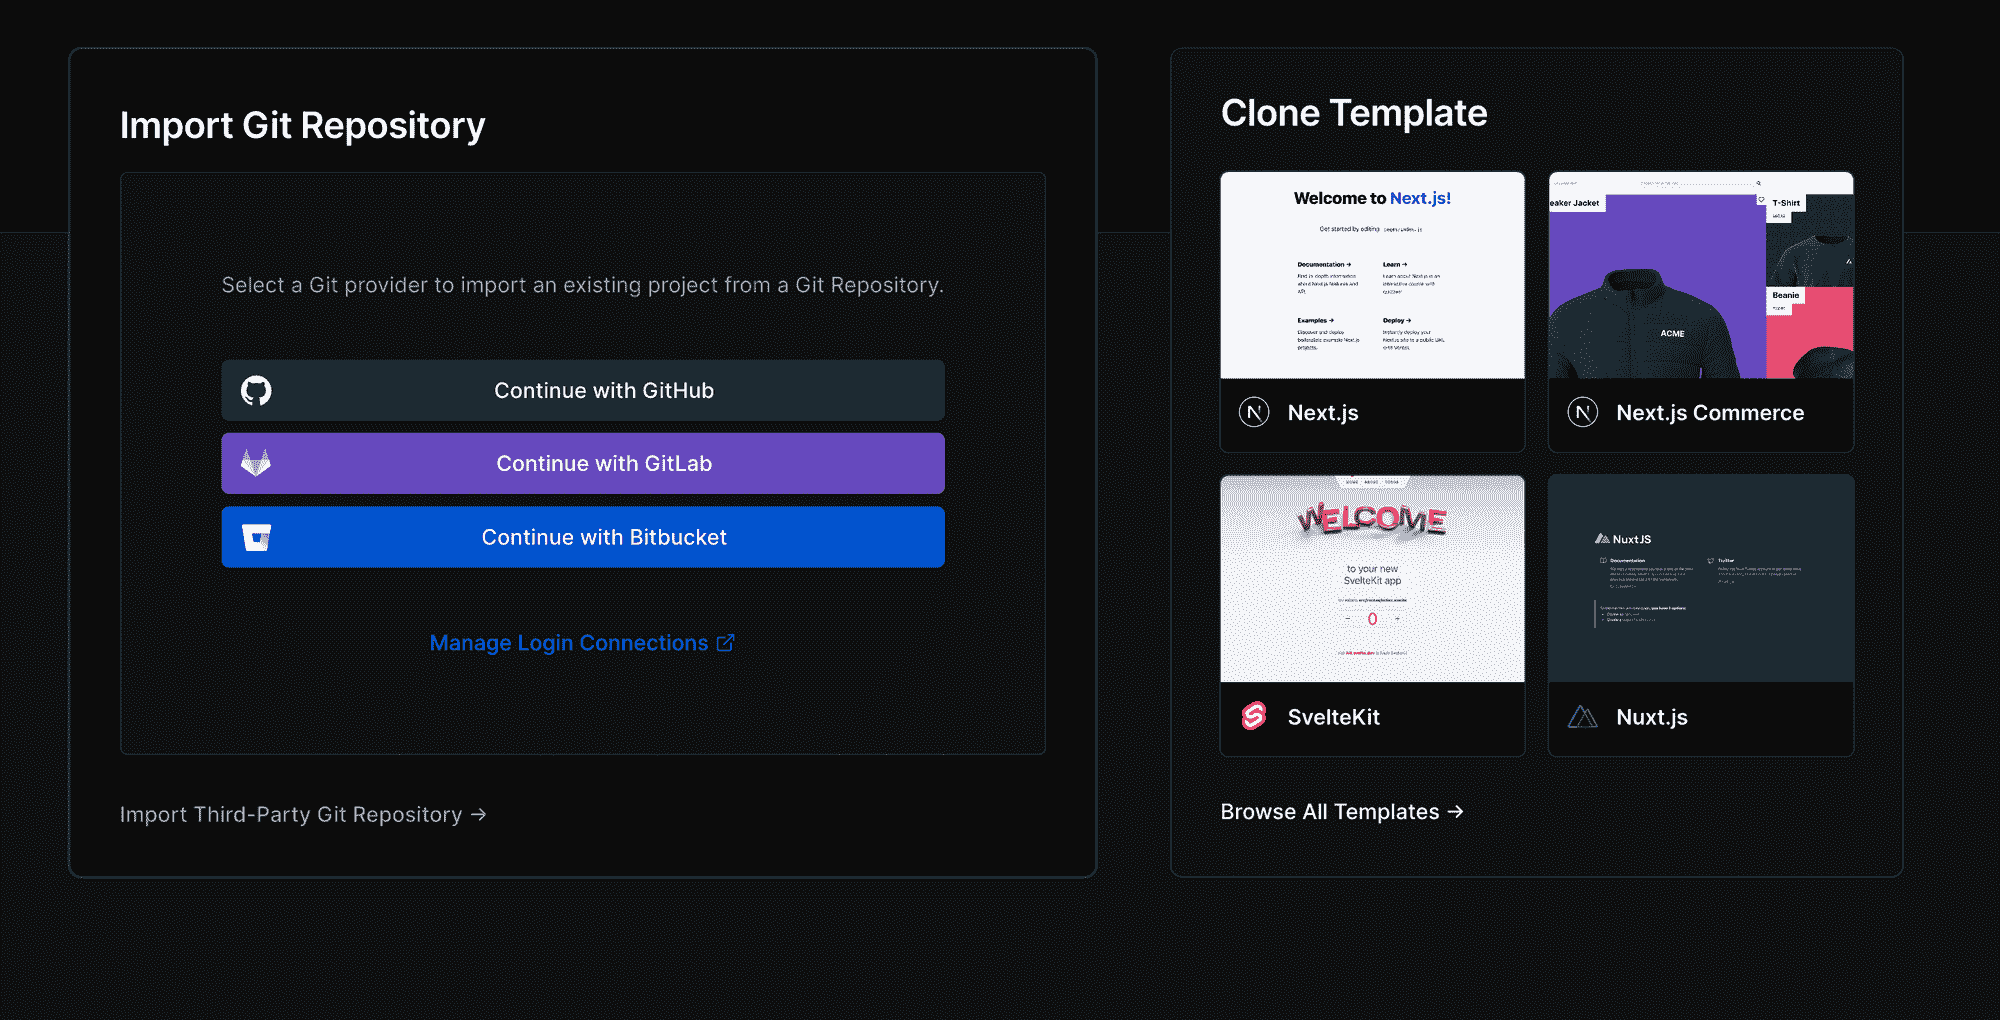 Import Git Repository
Select a Git provider to import an existing project from a Git Repository.
Continue with GitHub
Continue with GitLab
Continue with Bitbucket
Manage Login Connections
Import Third-Party Git Repository →
Clone Template
Welcome to Next.js!
Get started by editing
Documentation →
Learn →
Examples →
Deploy →
Next.js
eaker Jacket
T-Shirt
Beanie
ACME
Next.js Commerce
WELCOME
to your new
SvelteKit app
0
SvelteKit
NuxtJS
Documentation
Twitter
Nuxt.js
Browse All Templates →